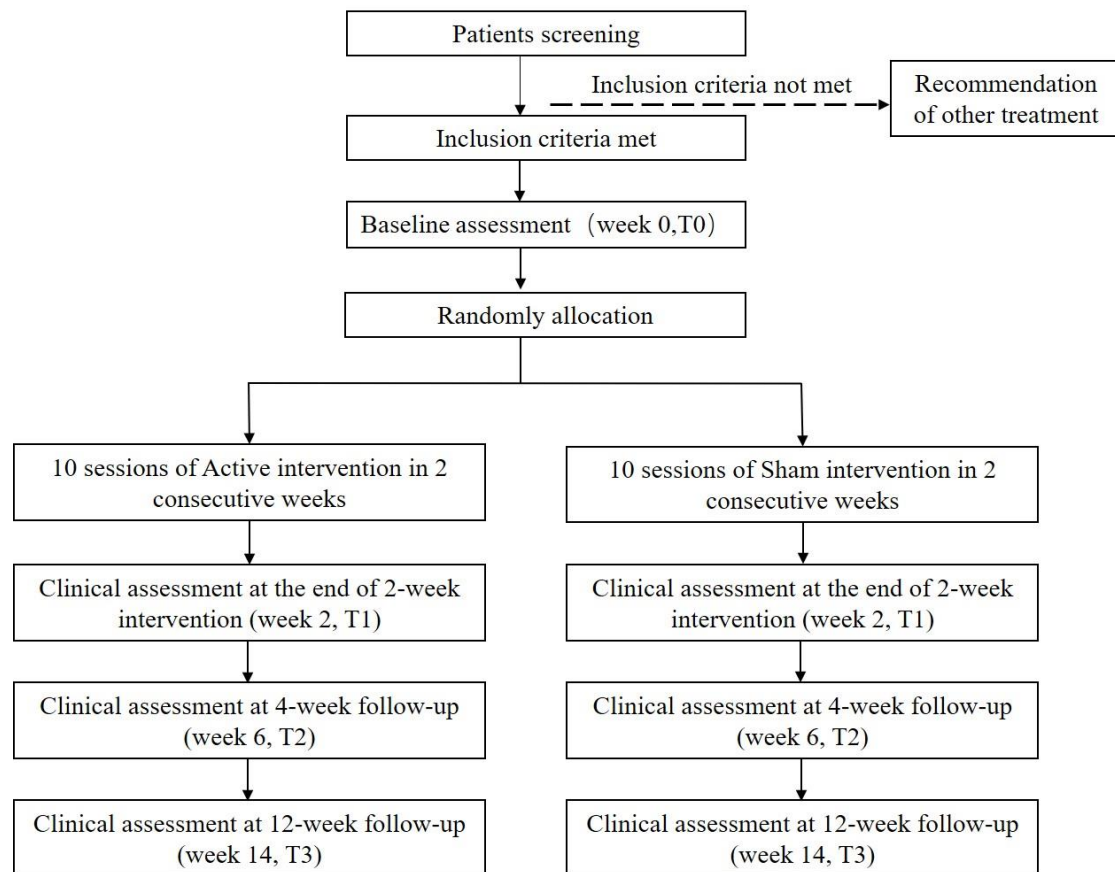 Patients screening
Inclusion criteria not met
Recommendation
of other treatment
Inclusion criteria met
Baseline assessment（week 0,T0）
Randomly allocation
10 sessions of Active intervention in 2
consecutive weeks
10 sessions of Sham intervention in 2
consecutive weeks
Clinical assessment at the end of 2-week
intervention (week 2, T1)
Clinical assessment at the end of 2-week
intervention (week 2, T1)
Clinical assessment at 4-week follow-up
(week 6, T2)
Clinical assessment at 4-week follow-up
(week 6, T2)
Clinical assessment at 12-week follow-up
(week 14, T3)
Clinical assessment at 12-week follow-up
(week 14, T3)